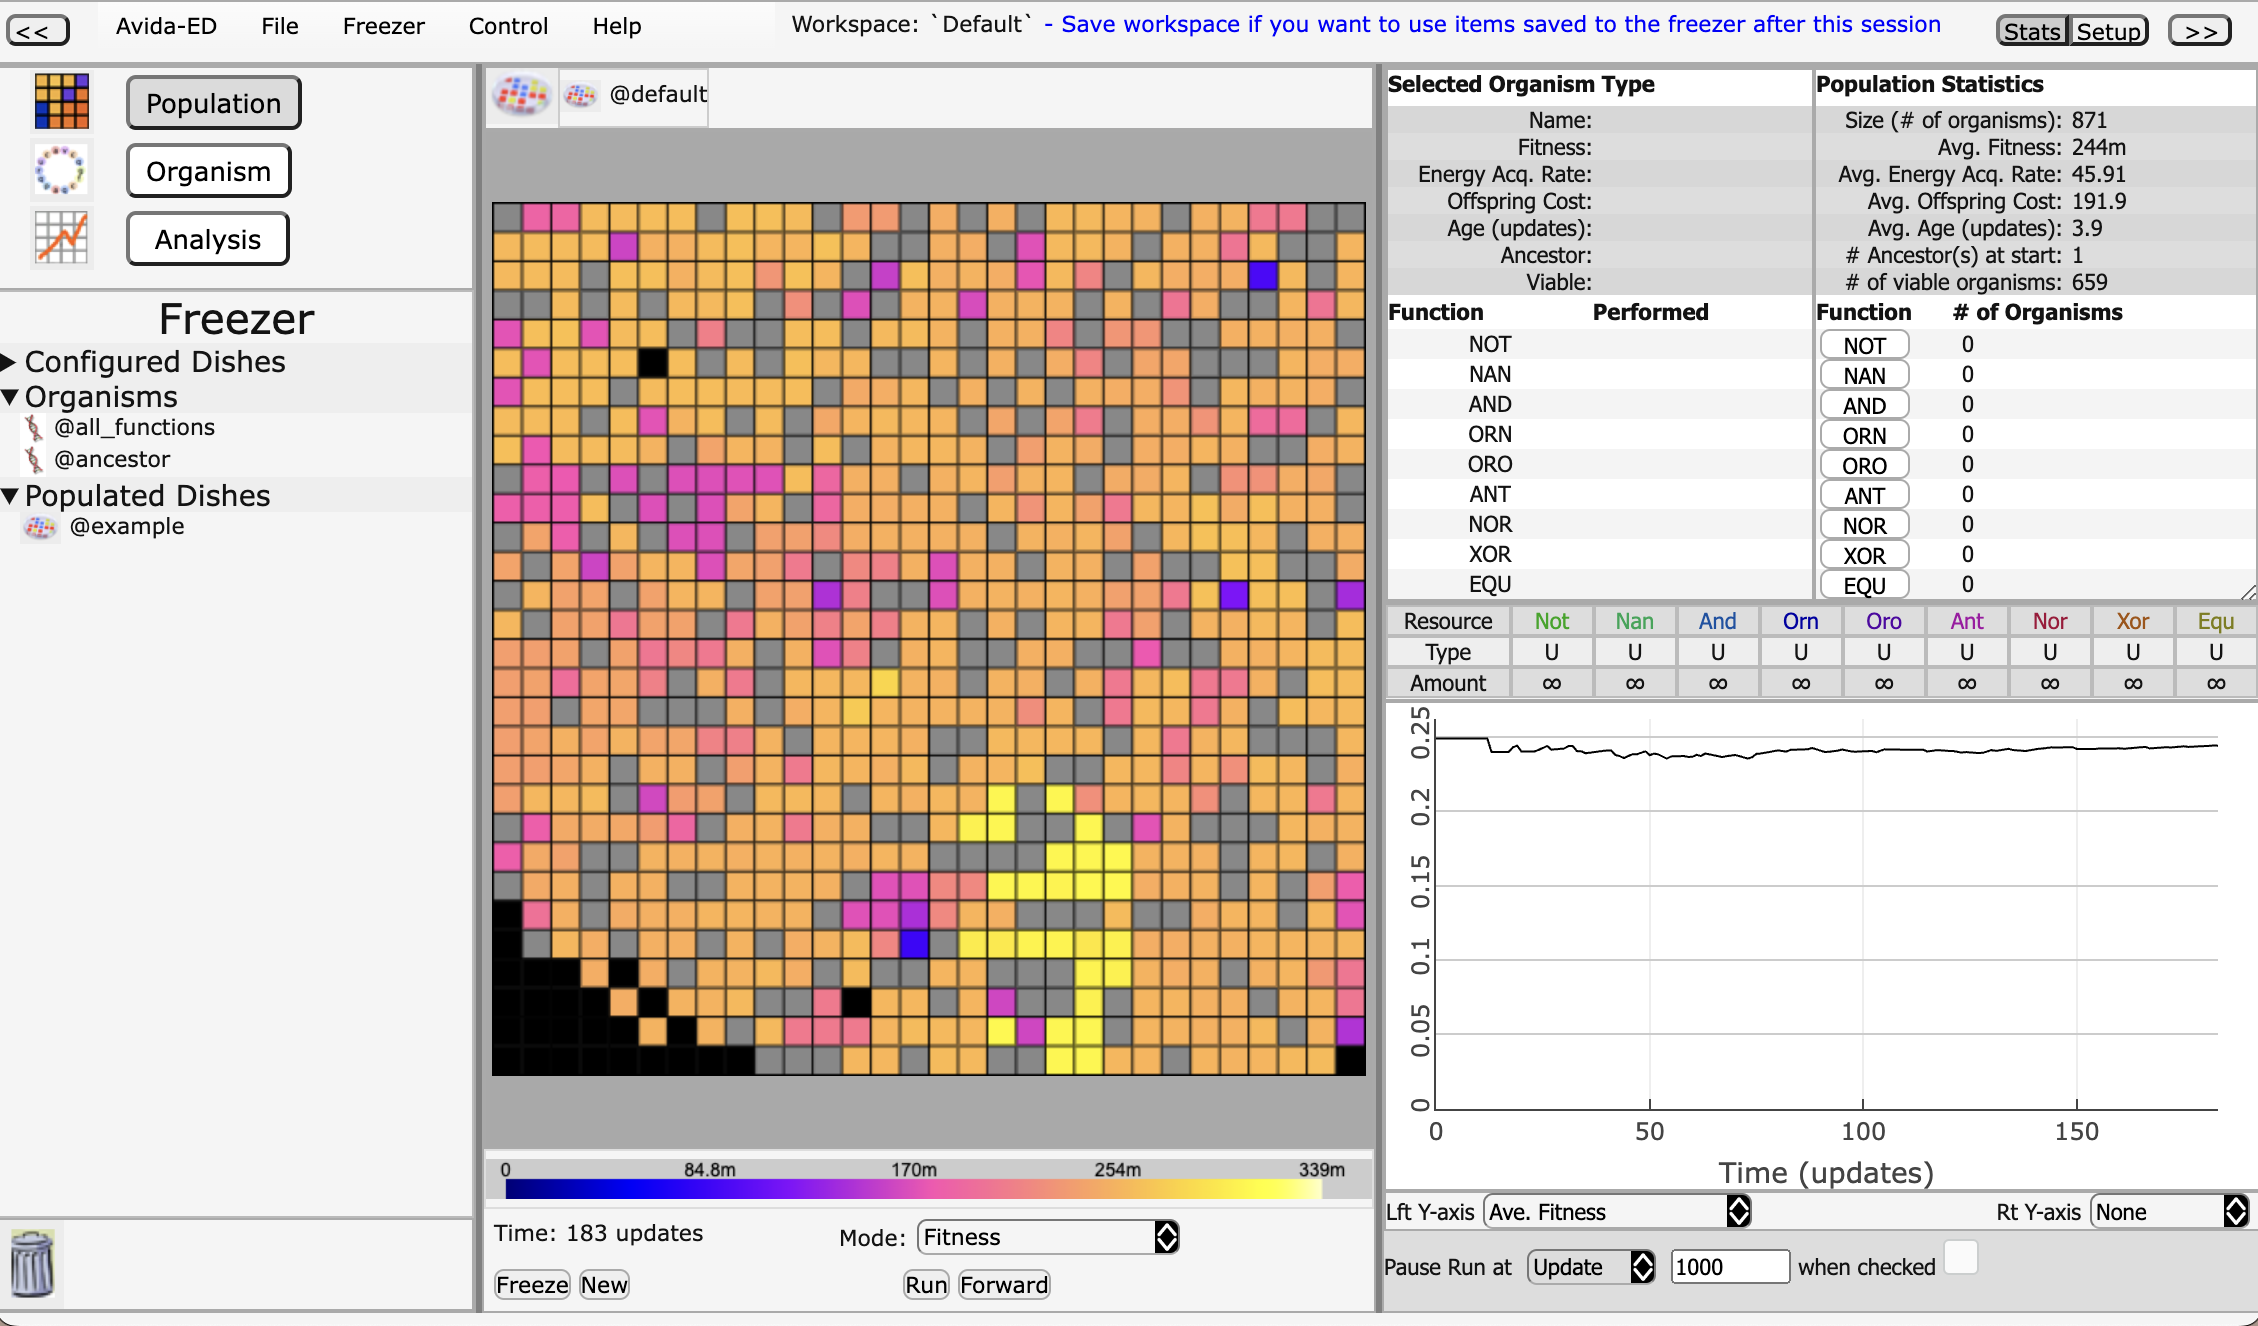 << Avida-ED File Freezer Control Help Workspace: `Default` - Save workspace if you want to use items saved to the freezer after this session Stats Setup >>
Population
Organism
Analysis
Freezer
Configured Dishes
Organisms
@all_functions
@ancestor
Populated Dishes
@example
@default
0 84.8m 170m 254m 339m
Time: 183 updates Mode: Fitness
Freeze New Run Forward
Selected Organism Type
Name:
Fitness:
Energy Acq. Rate:
Offspring Cost:
Age (updates):
Ancestor:
Viable:
Function Performed
NOT
NAN
AND
ORN
ORO
ANT
NOR
XOR
EQU
Population Statistics
Size (# of organisms): 871
Avg. Fitness: 244m
Avg. Energy Acq. Rate: 45.91
Avg. Offspring Cost: 191.9
Avg. Age (updates): 3.9
# Ancestor(s) at start: 1
# of viable organisms: 659
Function # of Organisms
NOT 0
NAN 0
AND 0
ORN 0
ORO 0
ANT 0
NOR 0
XOR 0
EQU 0
Resource Not Nan And Orn Oro Ant Nor Xor Equ
Type U U U U U U U U U
Amount ∞ ∞ ∞ ∞ ∞ ∞ ∞ ∞ ∞
0.25
0.2
0.15
0.1
0.05
0
0 50 100 150
Time (updates)
Lft Y-axis Ave. Fitness Rt Y-axis None
Pause Run at Update 1000 when checked